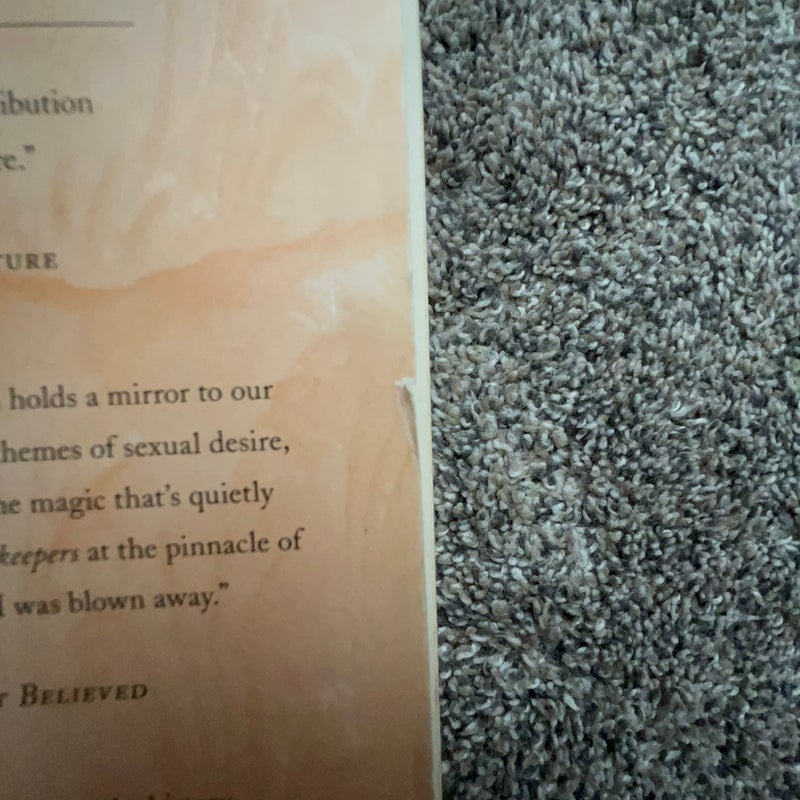 ibution
re."
TURE
holds a mirror to our
hemes of sexual desire,
he magic that's quietly
keepers at the pinnacle of
I was blown away."
r BELIEVED